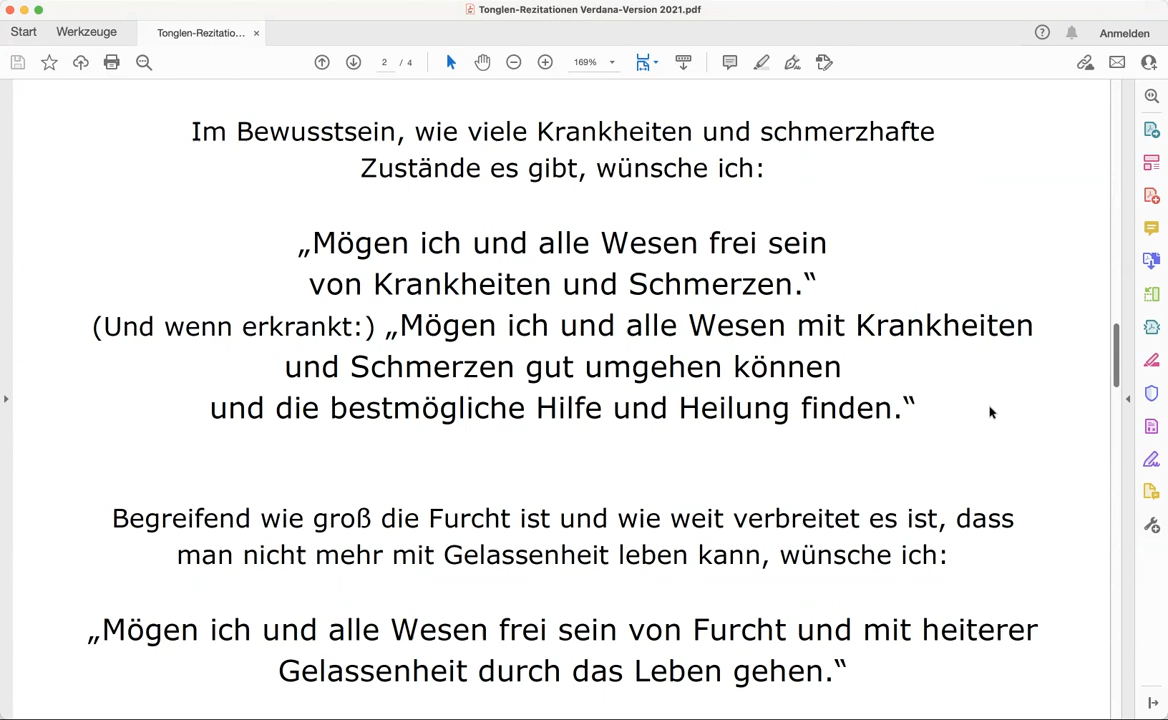 Tonglen-Rezitationen Verdana-Version 2021.pdf
Start Werkzeuge Tonglen-Rezitatio... × Anmelden
2 / 4 169%
Im Bewusstsein, wie viele Krankheiten und schmerzhafte
Zustände es gibt, wünsche ich:
„Mögen ich und alle Wesen frei sein
von Krankheiten und Schmerzen.“
(Und wenn erkrankt:) „Mögen ich und alle Wesen mit Krankheiten
und Schmerzen gut umgehen können
und die bestmögliche Hilfe und Heilung finden.“
Begreifend wie groß die Furcht ist und wie weit verbreitet es ist, dass
man nicht mehr mit Gelassenheit leben kann, wünsche ich:
„Mögen ich und alle Wesen frei sein von Furcht und mit heiterer
Gelassenheit durch das Leben gehen.“